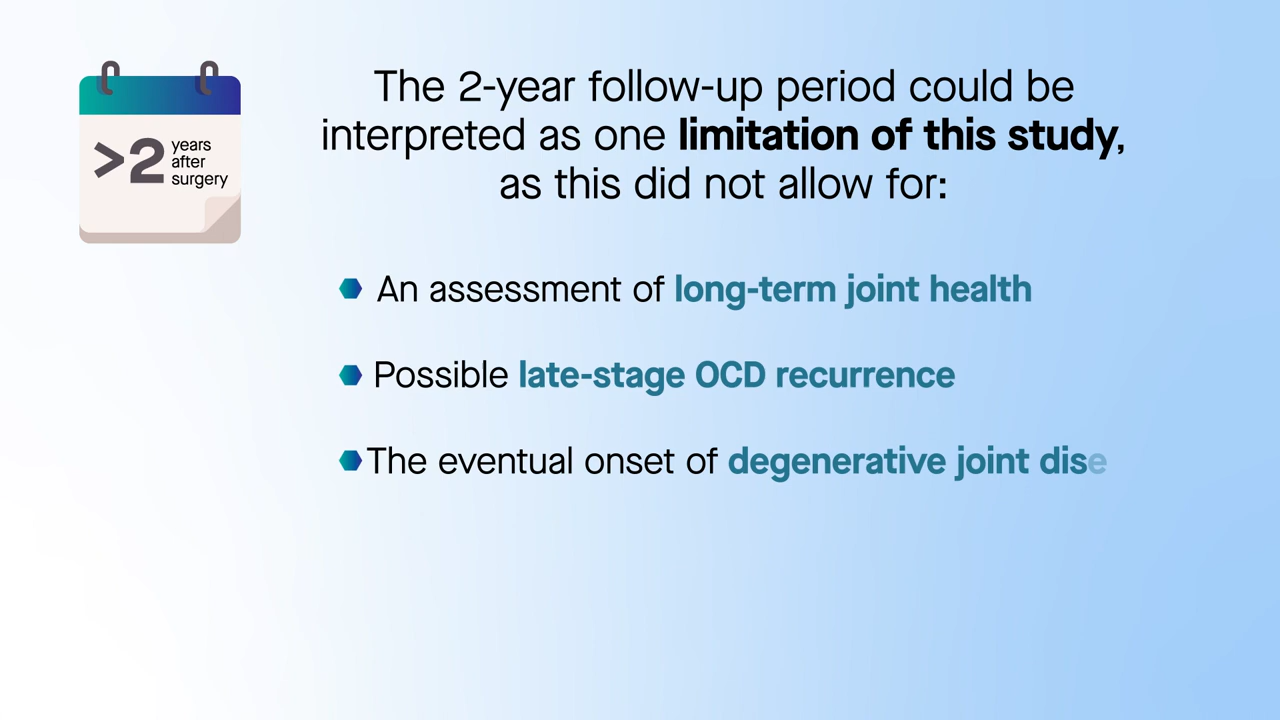 >2 years
after
surgery
The 2-year follow-up period could be
interpreted as one limitation of this study,
as this did not allow for:
An assessment of long-term joint health
Possible late-stage OCD recurrence
The eventual onset of degenerative joint dise